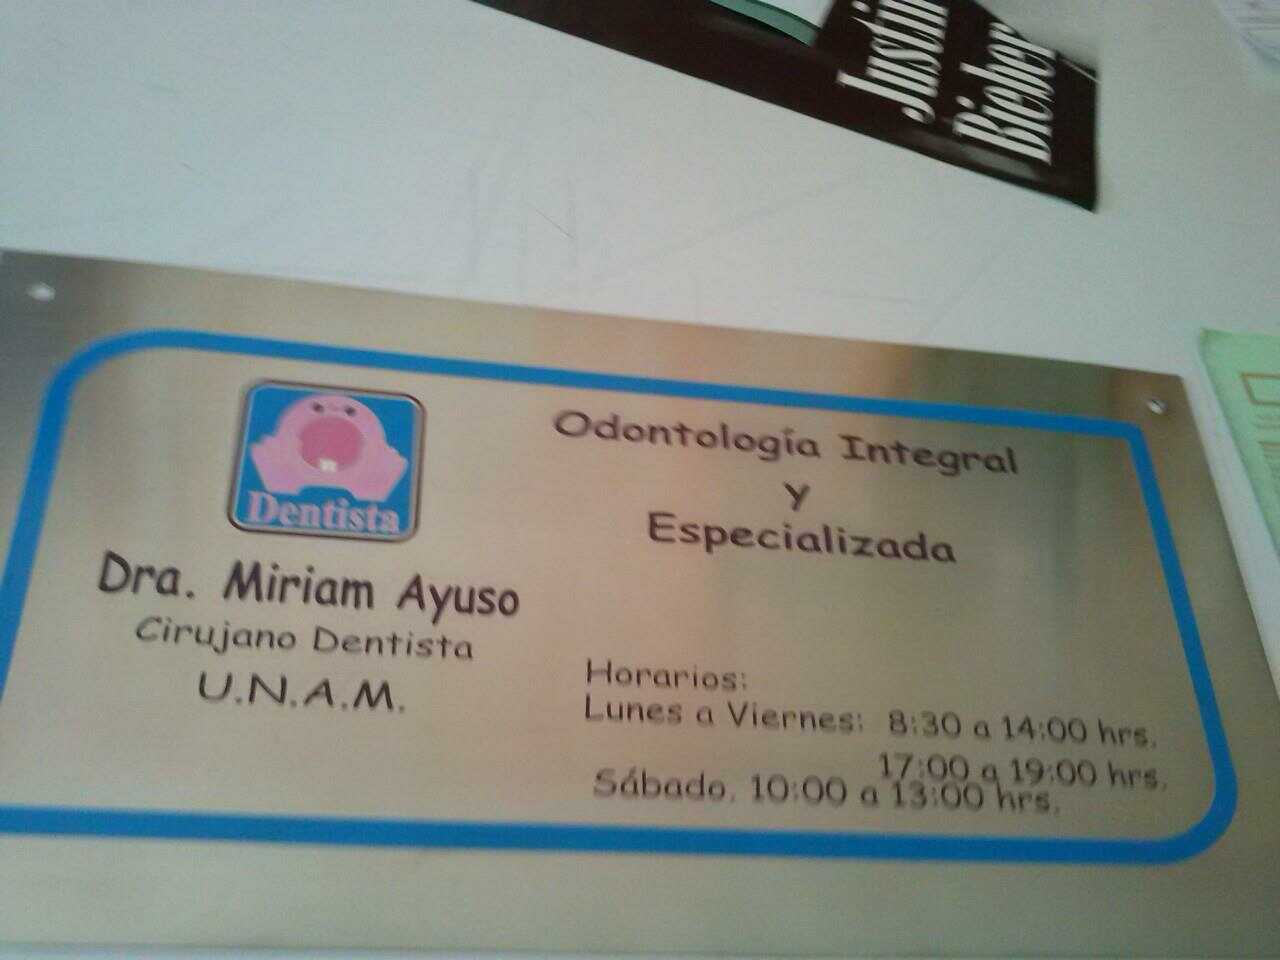 Justin
Bieber
Dentista
Dra. Miriam Ayuso
Cirujano Dentista
U.N.A.M.
Odontología Integral
y
Especializada
Horarios:
Lunes a Viernes: 8:30 a 14:00 hrs.
17:00 a 19:00 hrs.
Sábado. 10:00 a 13:00 hrs.